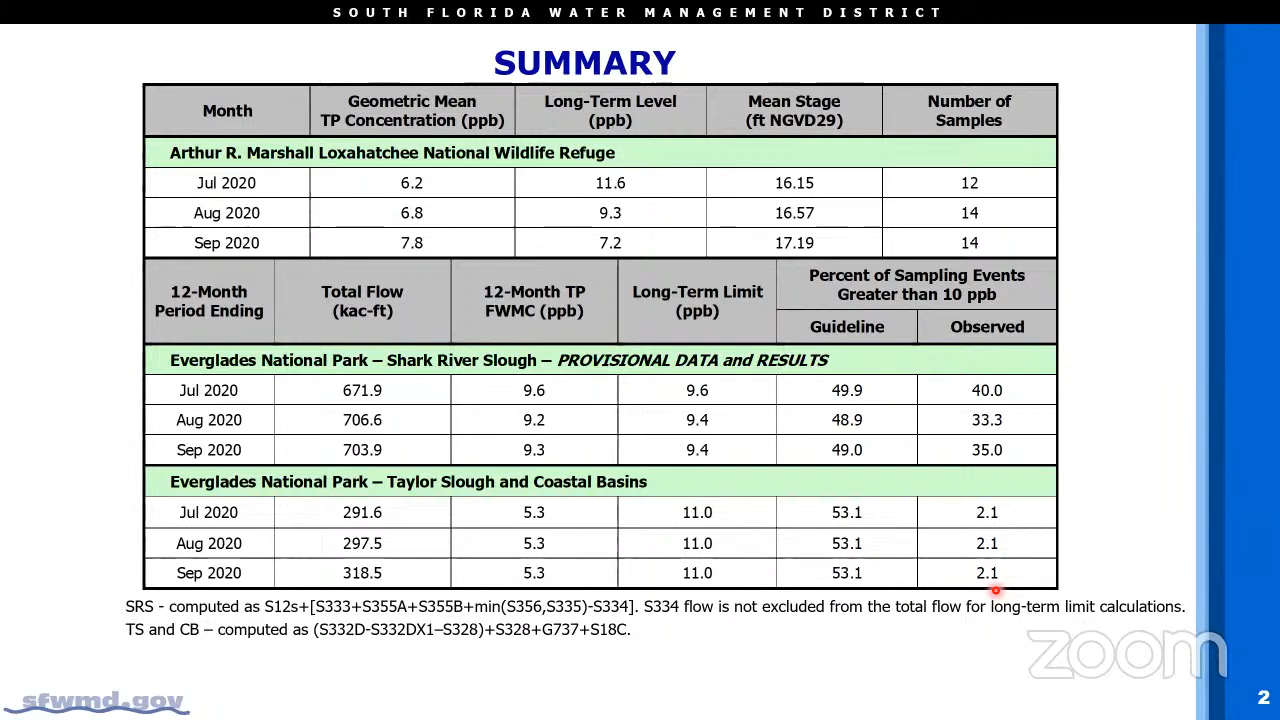 SOUTH FLORIDA WATER MANAGEMENT DISTRICT
SUMMARY
Month Geometric Mean TP Concentration (ppb) Long-Term Level (ppb) Mean Stage (ft NGVD29) Number of Samples
Arthur R. Marshall Loxahatchee National Wildlife Refuge
Jul 2020 6.2 11.6 16.15 12
Aug 2020 6.8 9.3 16.57 14
Sep 2020 7.8 7.2 17.19 14
12-Month Period Ending Total Flow (kac-ft) 12-Month TP FWMC (ppb) Long-Term Limit (ppb) Percent of Sampling Events Greater than 10 ppb
Guideline Observed
Everglades National Park – Shark River Slough – PROVISIONAL DATA and RESULTS
Jul 2020 671.9 9.6 9.6 49.9 40.0
Aug 2020 706.6 9.2 9.4 48.9 33.3
Sep 2020 703.9 9.3 9.4 49.0 35.0
Everglades National Park – Taylor Slough and Coastal Basins
Jul 2020 291.6 5.3 11.0 53.1 2.1
Aug 2020 297.5 5.3 11.0 53.1 2.1
Sep 2020 318.5 5.3 11.0 53.1 2.1
SRS - computed as S12s+[S333+S355A+S355B+min(S356,S335)-S334]. S334 flow is not excluded from the total flow for long-term limit calculations.
TS and CB – computed as (S332D-S332DX1–S328)+S328+G737+S18C.
zoom
sfwmd.gov
2